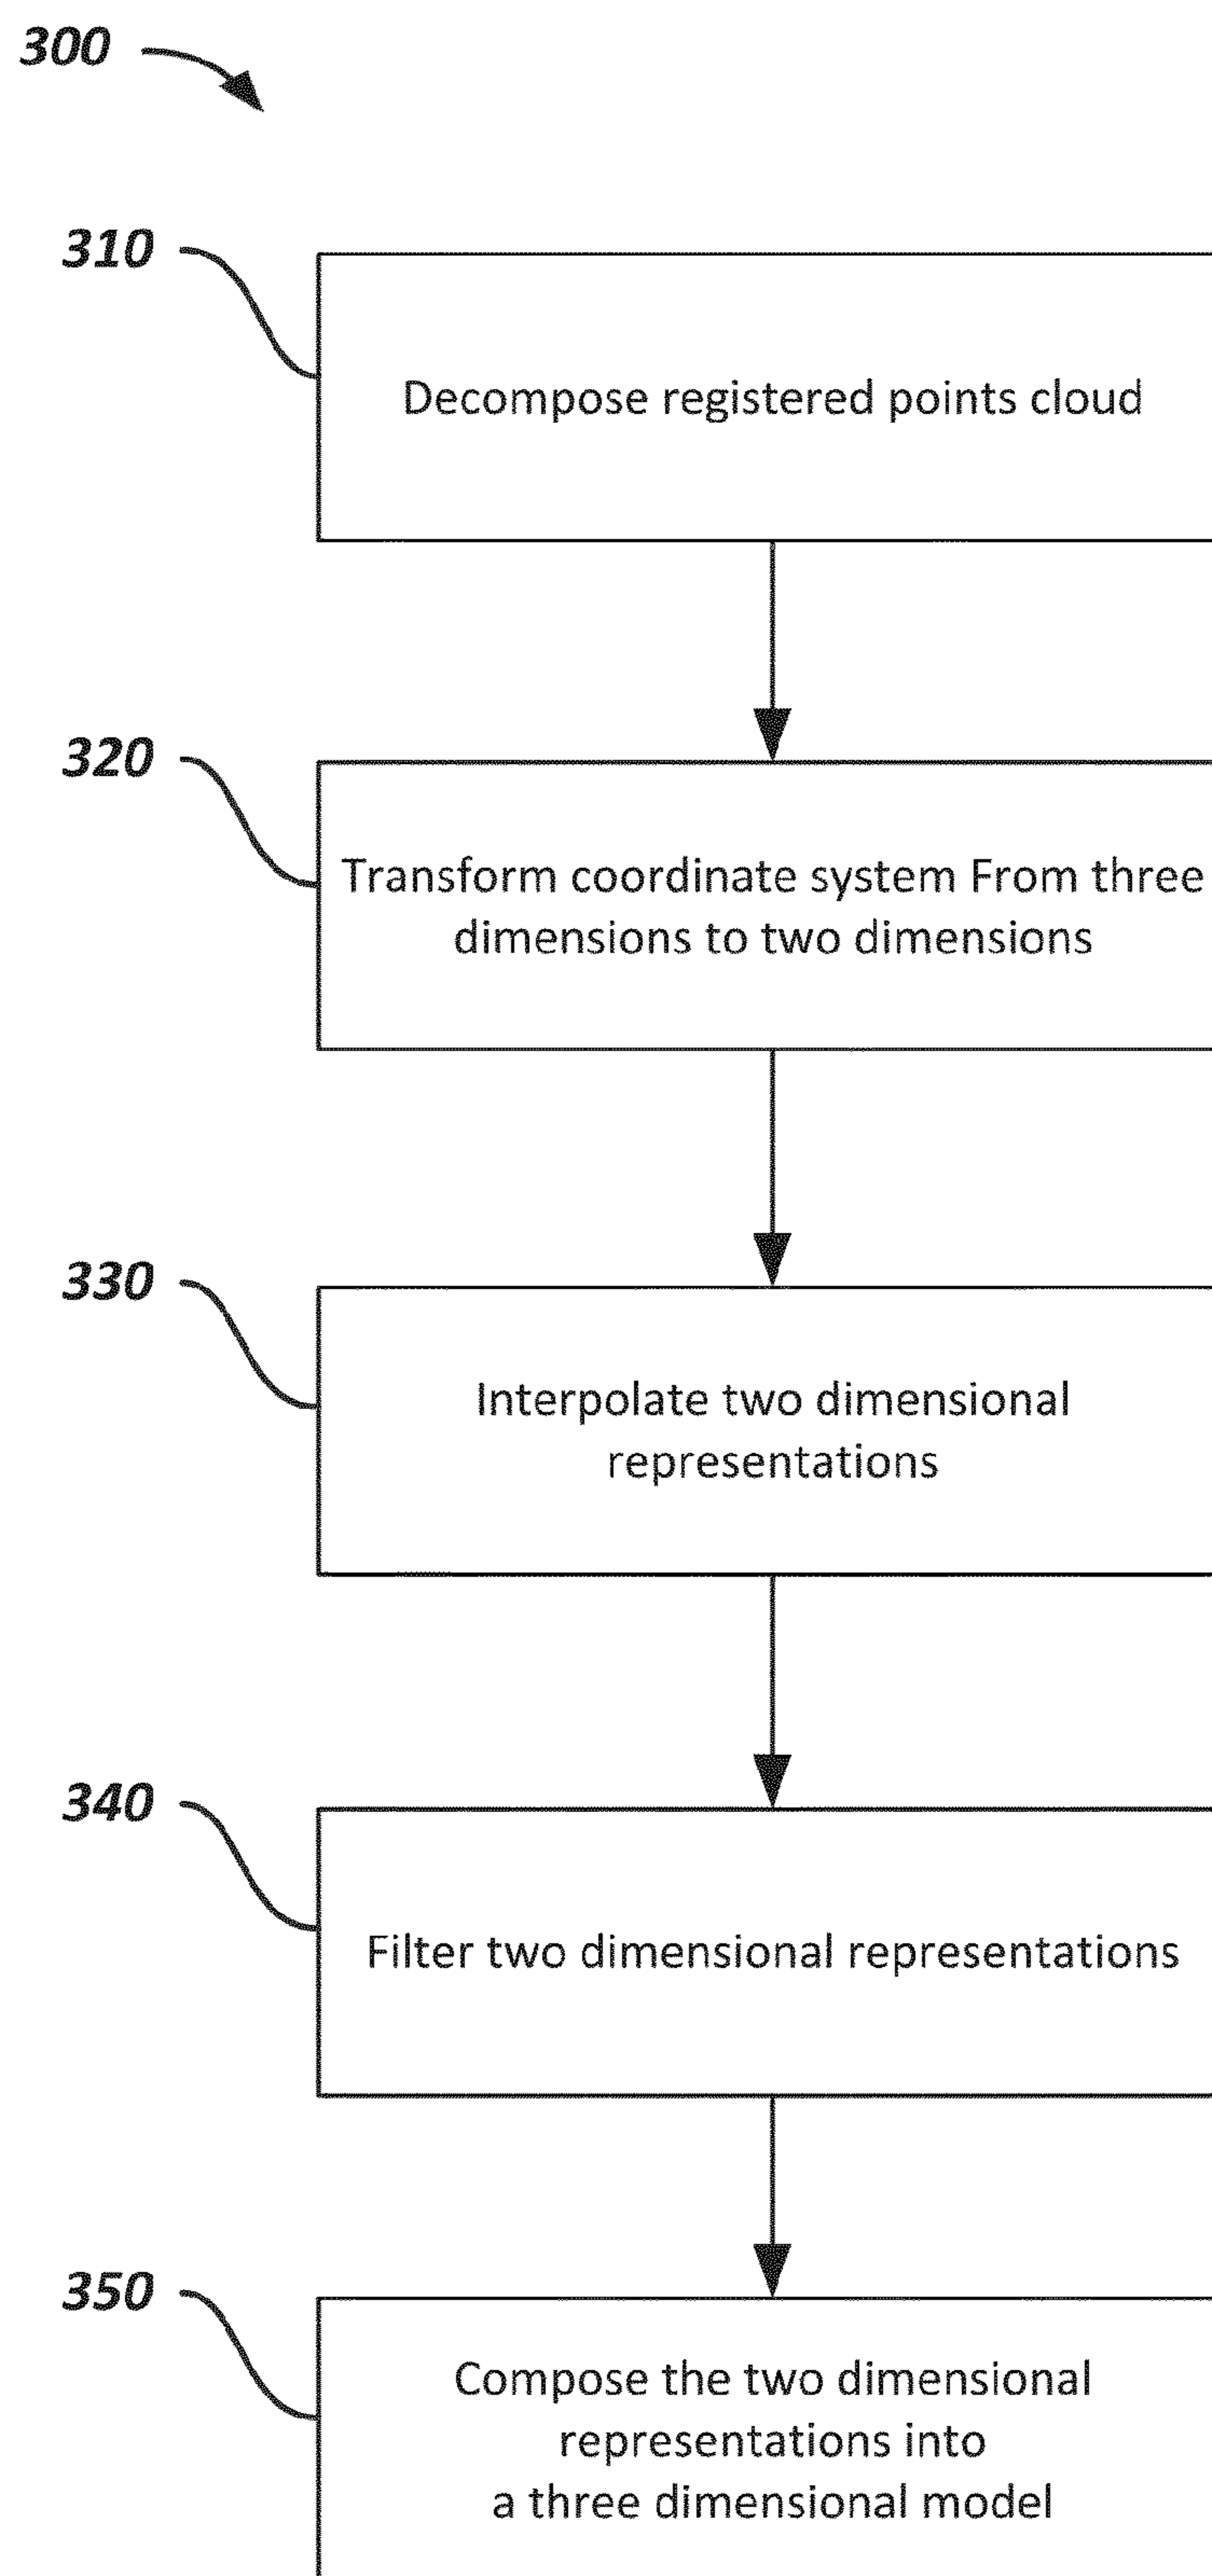 300
310
Decompose registered points cloud
320
Transform coordinate system From three
dimensions to two dimensions
330
Interpolate two dimensional
representations
340
Filter two dimensional representations
350
Compose the two dimensional
representations into
a three dimensional model